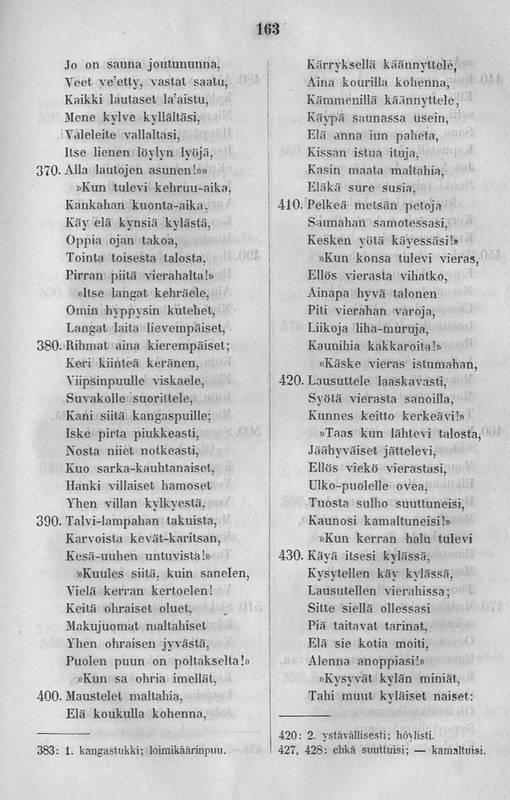 163
Jo on sauna joutununna,
Veet ve'etty, vastat saatu,
Kaikki lautaset la'aistu,
Mene kylve kyllältäsi,
Valeleite vallaltasi,
Itse lienen löylyn lyöjä,
370. Alla lautojen asunen!»»
»Kun tulevi kehruu-aika,
Kankahan kuonta-aika,
Käy elä kynsiä kylästä,
Oppia ojan takoa,
Tointa toisesta talosta,
Pirran piitä vierahalta!»
»Itse langat kehräele,
Omin hyppysin kutehet,
Langat laita lievempäiset,
380. Rihmat aina kierempäiset;
Keri kiinteä keränen,
Viipsinpuulle viskaele,
Suvakolle suorittele,
Kani siitä kangaspuille;
Iske pirta piukkeasti,
Nosta niiet notkeasti,
Kuo sarka-kauhtanaiset,
Hanki villaiset hamoset
Yhen villan kylkyestä,
390. Talvi-lampahan takuista,
Karvoista kevät-karitsan,
Kesä-uuhen untuvista!»
»Kuules siitä, kuin sanelen,
Vielä kerran kertoelen!
Keitä ohraiset oluet,
Makujuomat maltahiset
Yhen ohraisen jyvästä,
Puolen puun on poltakselta!»
»Kun sa ohria imellät,
400. Maustelet maltahia,
Elä koukulla kohenna,
383: 1. kangastukki; loimikäärinpuu.
Kärryksellä käännyttele,
Aina kourilla kohenna,
Kämmenillä käännyttele,
Käypä saunassa usein,
Elä anna iun paheta,
Kissan istua ituja,
Kasin maata maltahia,
Eläkä sure susia,
410. Pelkeä metsän petoja
Saunahan samotessasi,
Kesken yötä käyessäsi!»
»Kun konsa tulevi vieras,
Ellös vierasta vihatko,
Ainapa hyvä talonen
Piti vierahan varoja,
Liikoja liha-muruja,
Kaunihia kakkaroita!»
»Käske vieras istumahan,
420. Lausuttele laaskavasti,
Syötä vierasta sanoilla,
Kunnes keitto kerkeävi!»
»Taas kun lähtevi talosta,
Jäähyväiset jättelevi,
Ellös viekö vierastasi,
Ulko-puolelle ovea,
Tuosta sulho suuttuneisi,
Kaunosi kamaltuneisi!»
»Kun kerran halu tulevi
430. Käyä itsesi kylässä,
Kysytellen käy kylässä,
Lausutellen vierahissa;
Sitte siellä ollessasi
Piä taitavat tarinat,
Elä sie kotia moiti,
Alenna anoppiasi!»
»Kysyvät kylän miniät,
Tahi muut kyläiset naiset:
420: 2. ystävällisesti; höylisti.
427, 428: ehkä suuttuisi; — kamaltuisi.